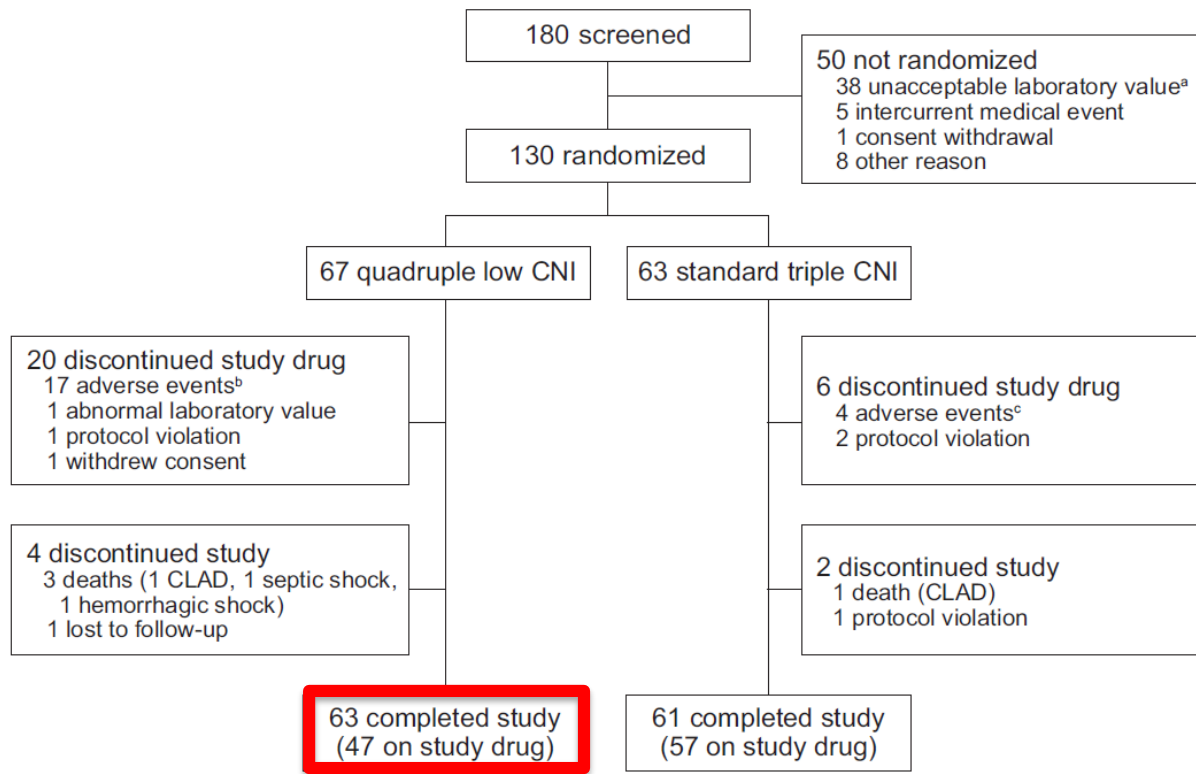 180 screened
50 not randomized
38 unacceptable laboratory valueᵃ
5 intercurrent medical event
1 consent withdrawal
8 other reason
130 randomized
67 quadruple low CNI
63 standard triple CNI
20 discontinued study drug
17 adverse eventsᵇ
1 abnormal laboratory value
1 protocol violation
1 withdrew consent
6 discontinued study drug
4 adverse eventsᶜ
2 protocol violation
4 discontinued study
3 deaths (1 CLAD, 1 septic shock,
1 hemorrhagic shock)
1 lost to follow-up
2 discontinued study
1 death (CLAD)
1 protocol violation
63 completed study
(47 on study drug)
61 completed study
(57 on study drug)